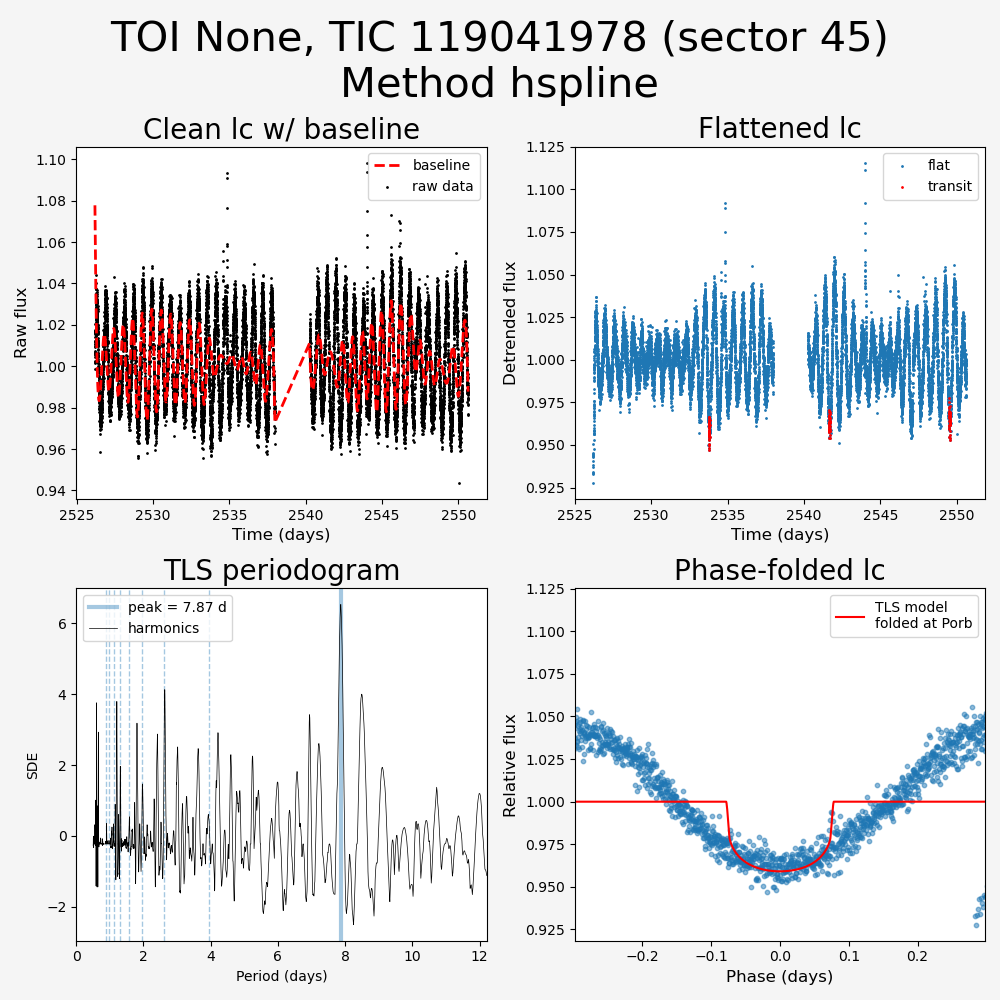 TOI None, TIC 119041978 (sector 45)
Method hspline
Clean lc w/ baseline
Raw flux
1.10
1.08
1.06
1.04
1.02
1.00
0.98
0.96
0.94
baseline
raw data
2525
2530
2535
2540
2545
2550
Time (days)
Flattened lc
Detrended flux
1.125
1.100
1.075
1.050
1.025
1.000
0.975
0.950
0.925
flat
transit
2525
2530
2535
2540
2545
2550
Time (days)
TLS periodogram
SDE
6
4
2
0
−2
peak = 7.87 d
harmonics
0
2
4
6
8
10
12
Period (days)
Phase-folded lc
Relative flux
1.125
1.100
1.075
1.050
1.025
1.000
0.975
0.950
0.925
TLS model
folded at Porb
−0.2
−0.1
0.0
0.1
0.2
Phase (days)